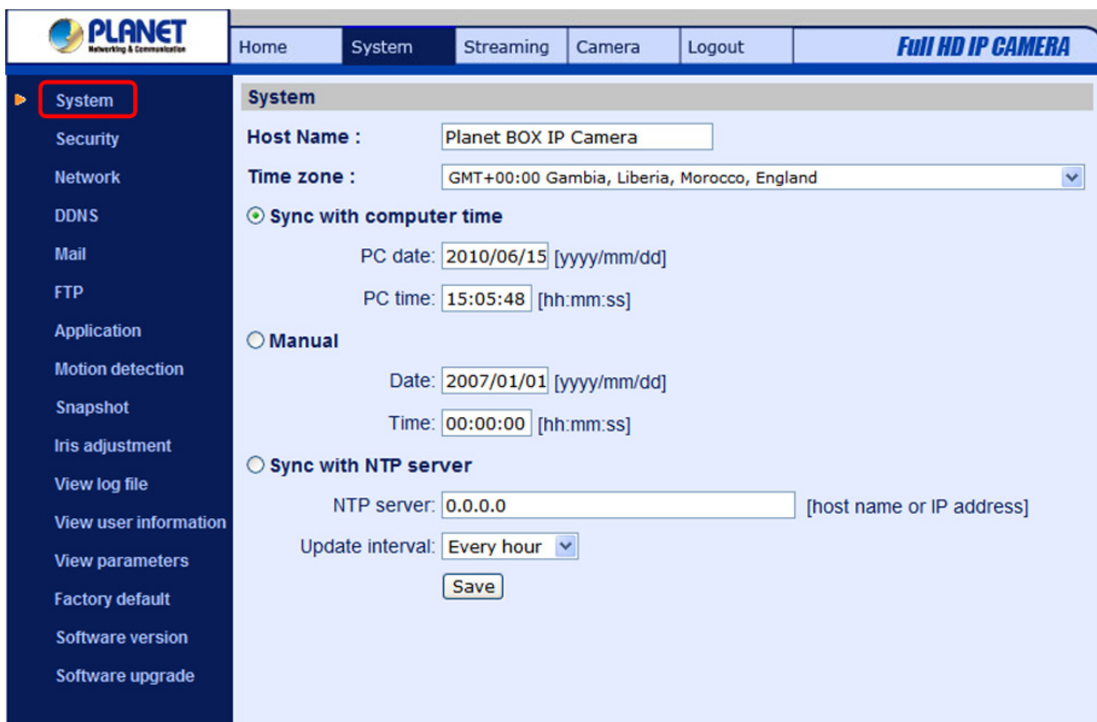 PLANET
Networking & Communication
Home System Streaming Camera Logout Full HD IP CAMERA
System
Security
Network
DDNS
Mail
FTP
Application
Motion detection
Snapshot
Iris adjustment
View log file
View user information
View parameters
Factory default
Software version
Software upgrade
System
Host Name : Planet BOX IP Camera
Time zone : GMT+00:00 Gambia, Liberia, Morocco, England
Sync with computer time
PC date: 2010/06/15 [yyyy/mm/dd]
PC time: 15:05:48 [hh:mm:ss]
Manual
Date: 2007/01/01 [yyyy/mm/dd]
Time: 00:00:00 [hh:mm:ss]
Sync with NTP server
NTP server: 0.0.0.0 [host name or IP address]
Update interval: Every hour
Save